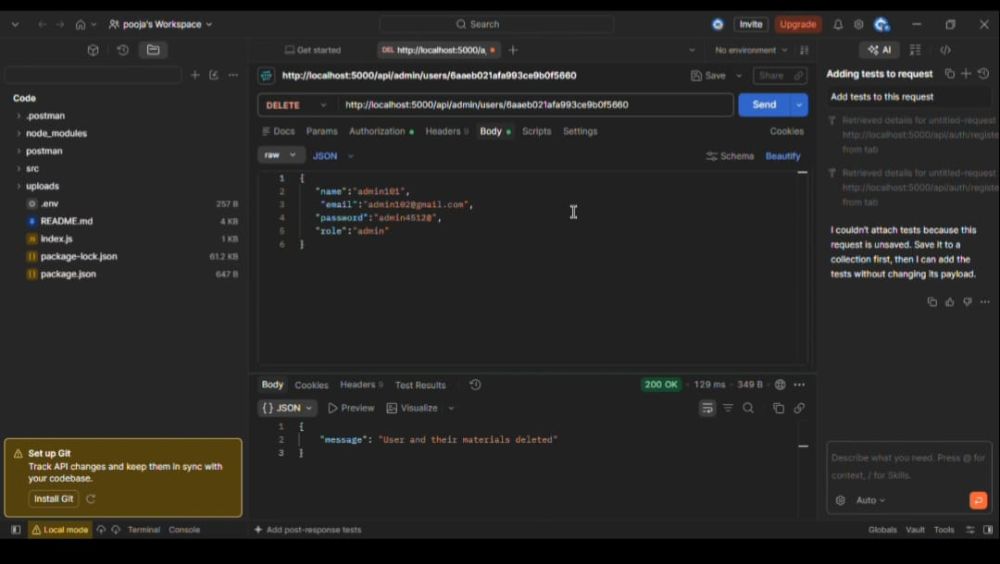 pooja's Workspace
Search
Invite
Upgrade
Get started
DEL http://localhost:5000/a
No environment
AI
Code
.postman
node_modules
postman
src
uploads
.env 257 B
README.md 4 KB
index.js 1 KB
package-lock.json 61.2 KB
package.json 647 B
Set up Git
Track API changes and keep them in sync with
your codebase.
Install Git
http://localhost:5000/api/admin/users/6aaeb021afa993ce9b0f5660
Save
Share
DELETE http://localhost:5000/api/admin/users/6aaeb021afa993ce9b0f5660
Send
Docs Params Authorization Headers 9 Body Scripts Settings
Cookies
raw JSON
Schema Beautify
1 {
2 "name":"admin101",
3 "email":"admin102@gmail.com",
4 "password":"admin4512@",
5 "role":"admin"
6 }
Body Cookies Headers 9 Test Results
200 OK 129 ms 349 B
{} JSON Preview Visualize
1 {
2 "message": "User and their materials deleted"
3 }
Adding tests to request
Add tests to this request
Retrieved details for untitled-request
http://localhost:5000/api/auth/registe
from tab
Retrieved details for untitled-request
http://localhost:5000/api/auth/registe
from tab
I couldn't attach tests because this
request is unsaved. Save it to a
collection first, then I can add the
tests without changing its payload.
Describe what you need. Press @ for
context, / for Skills.
Auto
Local mode
Terminal Console
Add post-response tests
Globals Vault Tools